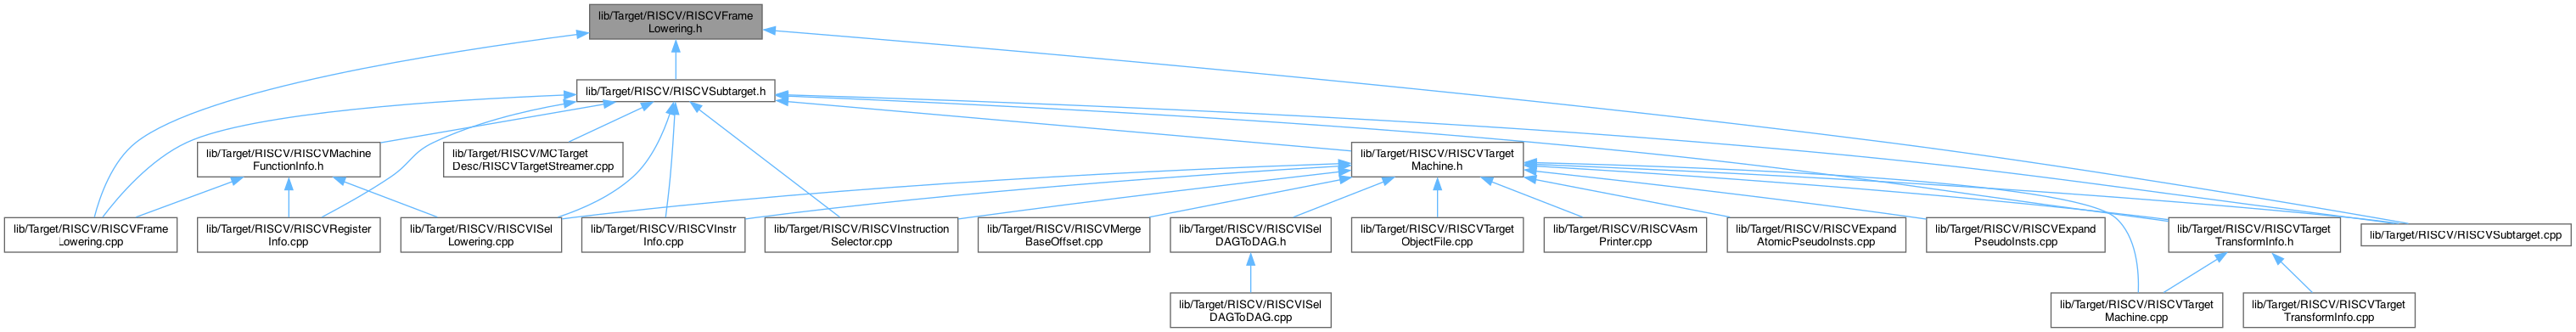 lib/Target/RISCV/RISCVFrame
Lowering.h
lib/Target/RISCV/RISCVSubtarget.h
lib/Target/RISCV/RISCVMachine
FunctionInfo.h
lib/Target/RISCV/MCTarget
Desc/RISCVTargetStreamer.cpp
lib/Target/RISCV/RISCVTarget
Machine.h
lib/Target/RISCV/RISCVFrame
Lowering.cpp
lib/Target/RISCV/RISCVRegister
Info.cpp
lib/Target/RISCV/RISCVISel
Lowering.cpp
lib/Target/RISCV/RISCVInstr
Info.cpp
lib/Target/RISCV/RISCVInstruction
Selector.cpp
lib/Target/RISCV/RISCVMerge
BaseOffset.cpp
lib/Target/RISCV/RISCVISel
DAGToDAG.h
lib/Target/RISCV/RISCVTarget
ObjectFile.cpp
lib/Target/RISCV/RISCVAsm
Printer.cpp
lib/Target/RISCV/RISCVExpand
AtomicPseudoInsts.cpp
lib/Target/RISCV/RISCVExpand
PseudoInsts.cpp
lib/Target/RISCV/RISCVTarget
TransformInfo.h
lib/Target/RISCV/RISCVSubtarget.cpp
lib/Target/RISCV/RISCVISel
DAGToDAG.cpp
lib/Target/RISCV/RISCVTarget
Machine.cpp
lib/Target/RISCV/RISCVTarget
TransformInfo.cpp